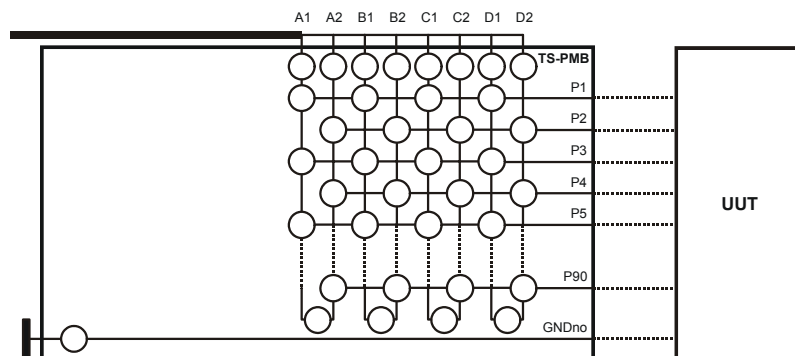 A1 A2 B1 B2 C1 C2 D1 D2
TS-PMB
P1
P2
P3
P4
P5
UUT
P90
GNDno